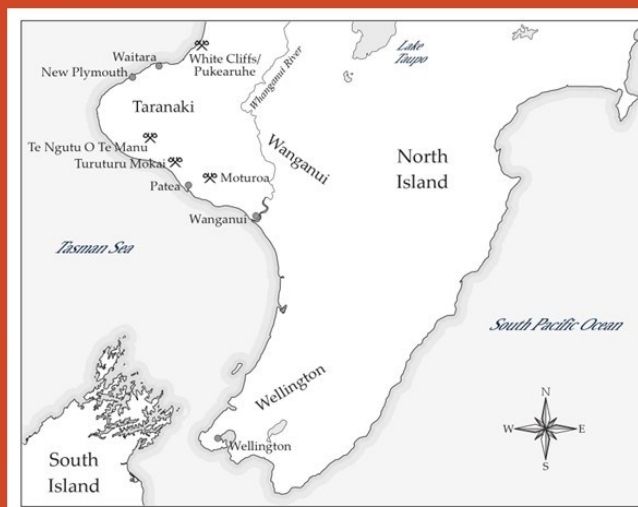 Waitara
White Cliffs/
Pukearuhe
New Plymouth
Lake
Taupo
Whanganui River
Taranaki
Te Ngutu O Te Manu
Turuturu Mokai
Wanganui
North
Island
Moturoa
Patea
Wanganui
Tasman Sea
South Pacific Ocean
Wellington
N
W
E
S
Wellington
South
Island